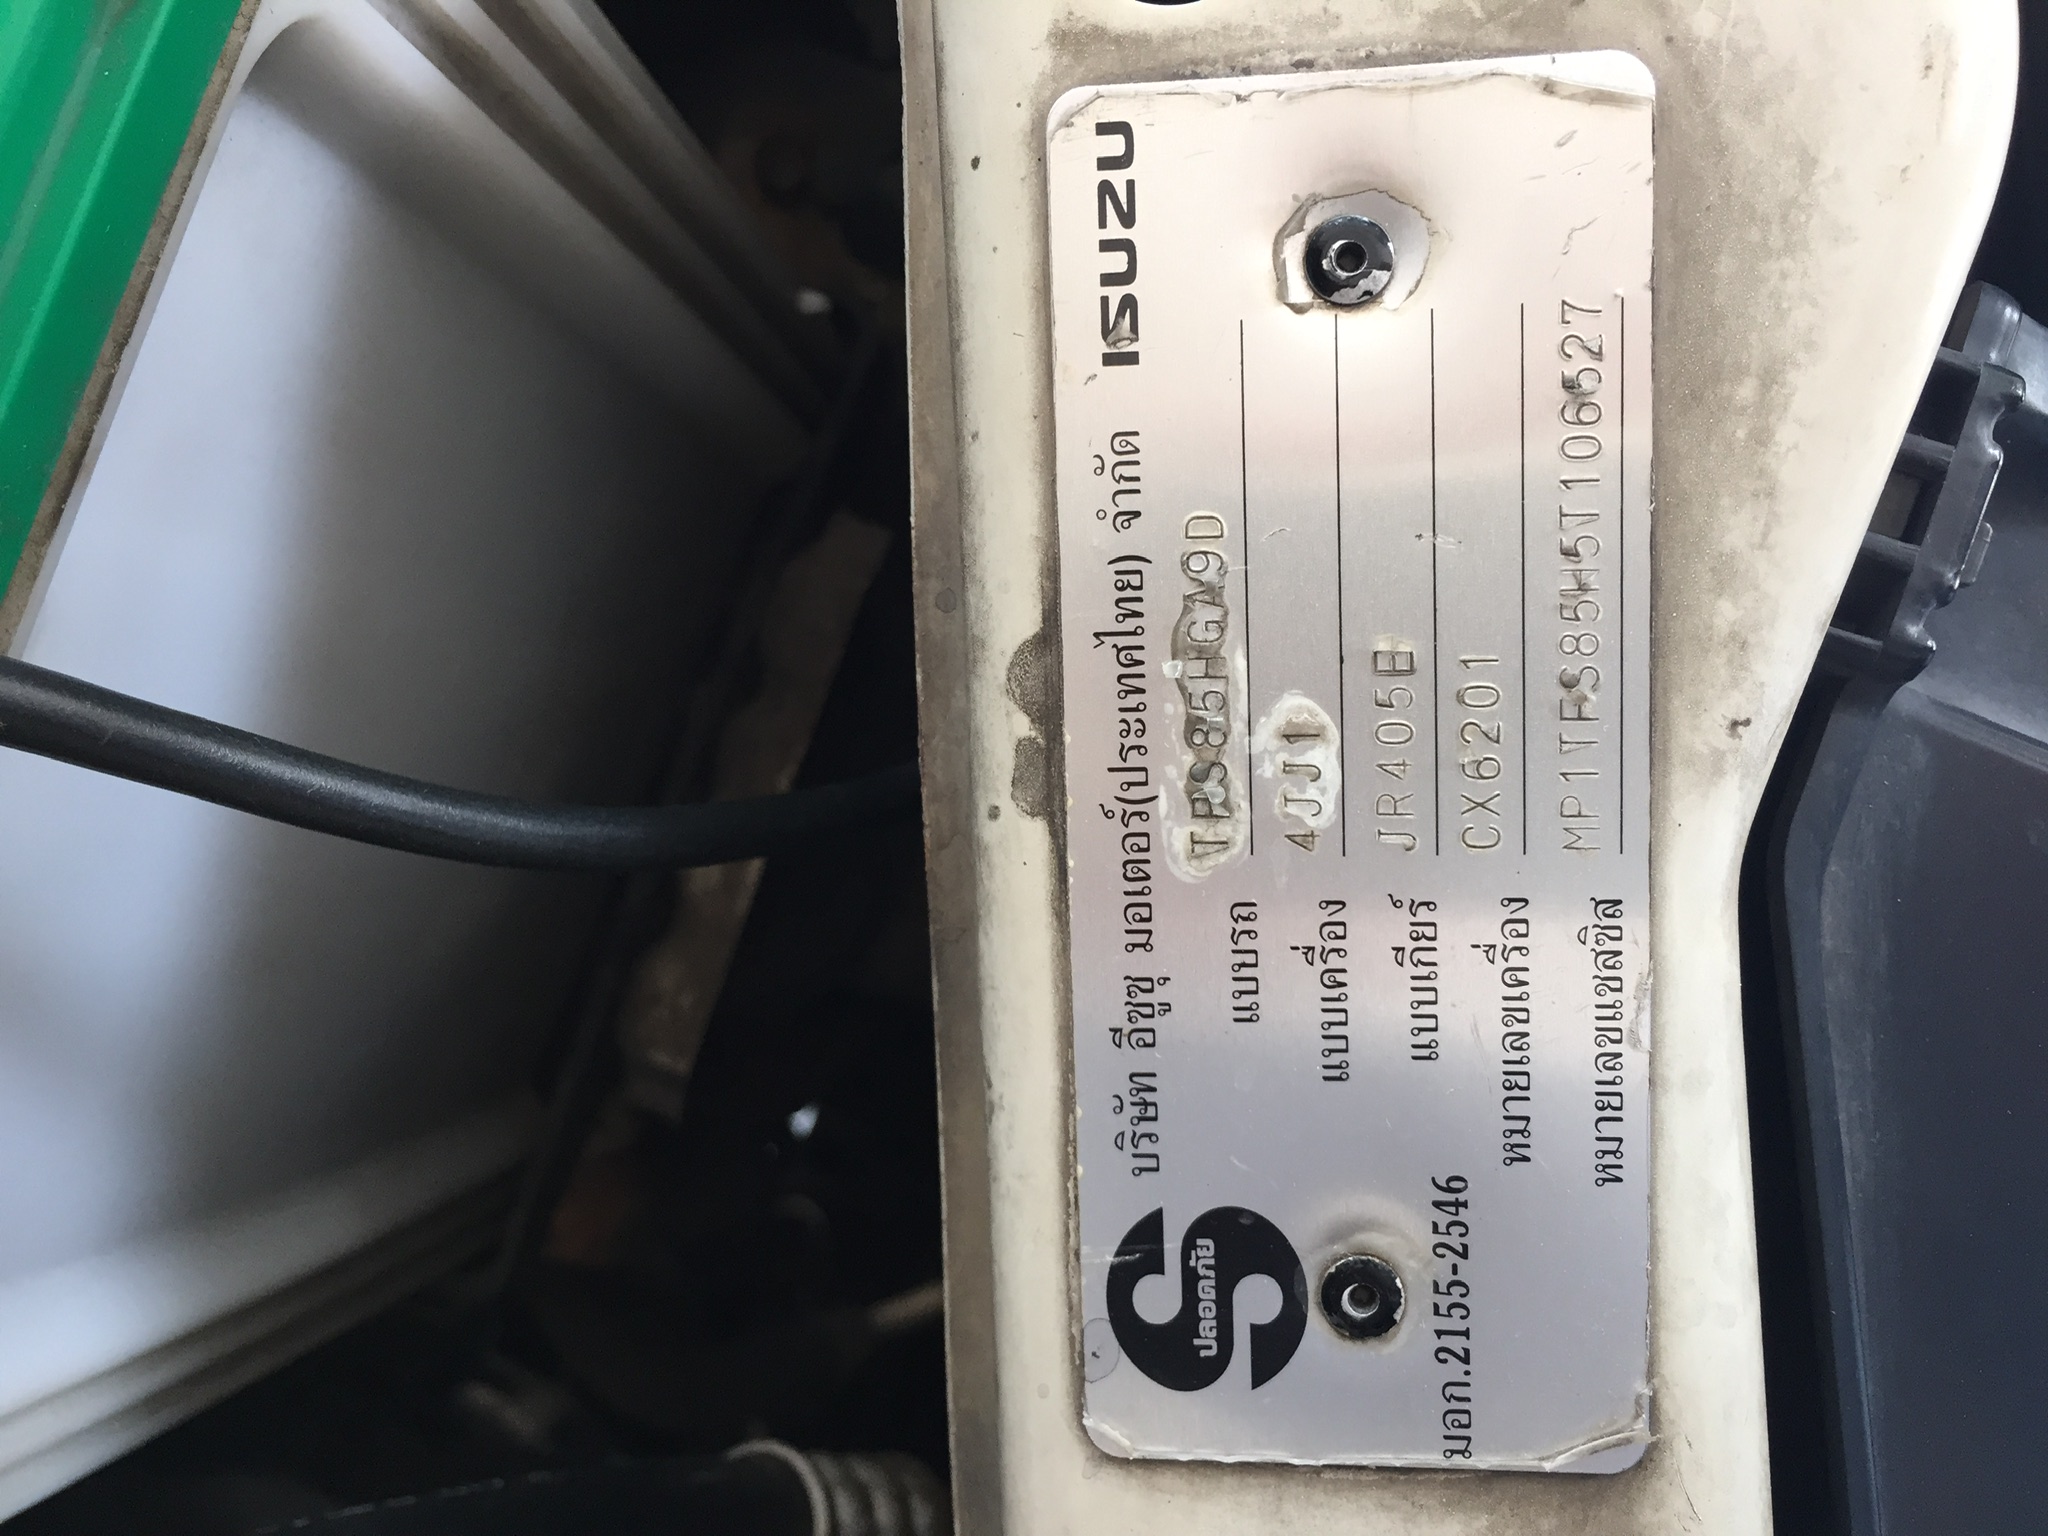 บริษัท อีซูซุ มอเตอร์(ประเทศไทย) จำกัด ISUZU
ปลอดภัย
แบบรถ TFS85HGA9D
แบบเครื่อง 4JJ1
แบบเกียร์ JR405E
หมายเลขเครื่อง CX6201
หมายเลขแชสซิส MP1TFS85H5T106527
มอก.2155-2546